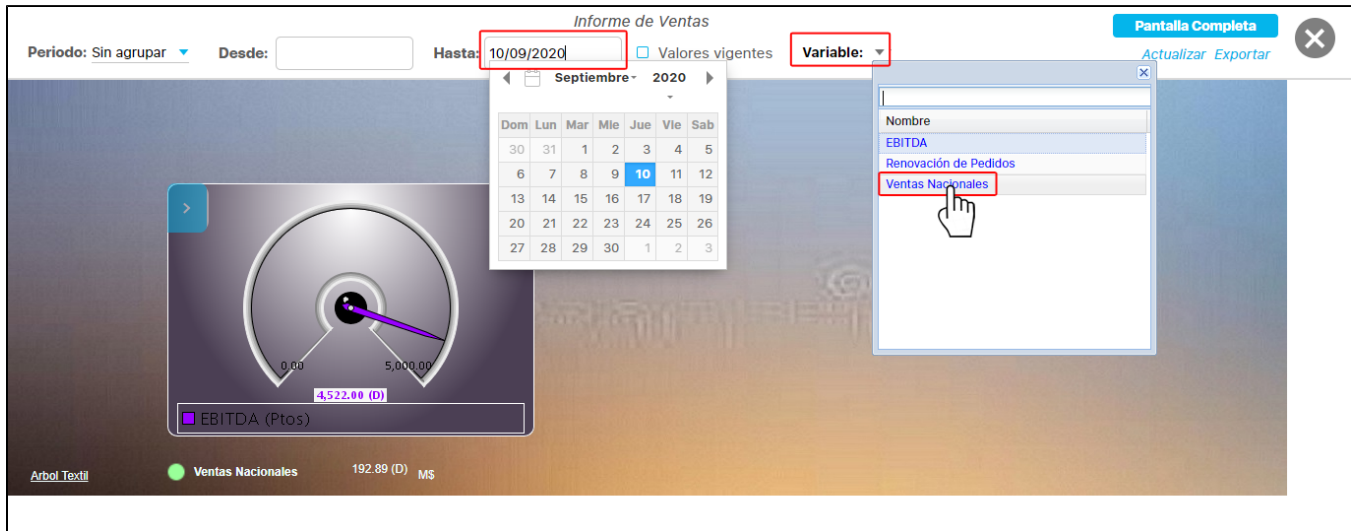 Informe de Ventas
Pantalla Completa
Periodo: Sin agrupar Desde: Hasta: 10/09/2020 Valores vigentes Variable: Actualizar Exportar
Septiembre 2020
Dom Lun Mar Mie Jue Vie Sab
30 31 1 2 3 4 5
6 7 8 9 10 11 12
13 14 15 16 17 18 19
20 21 22 23 24 25 26
27 28 29 30 1 2 3
Nombre
EBITDA
Renovación de Pedidos
Ventas Nacionales
0.00 5,000.00
4,522.00 (D)
EBITDA (Ptos)
Arbol Textil Ventas Nacionales 192.89 (D) M$